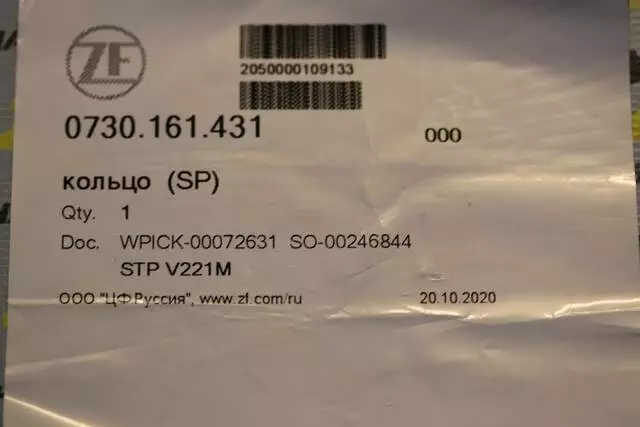 ZF
2050000109133
0730.161.431
000
кольцо (SP)
Qty. 1
Doc. WPICK-00072631 SO-00246844
STP V221M
ООО "ЦФ Руссия", www.zf.com/ru 20.10.2020